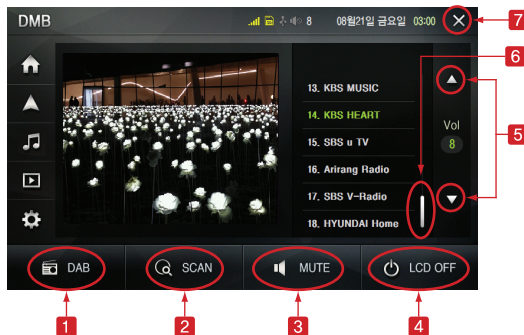 DMB
8 08월21일 금요일 03:00
7
6
13. KBS MUSIC
14. KBS HEART
15. SBS u TV
16. Arirang Radio
17. SBS V-Radio
18. HYUNDAI Home
Vol
8
5
DAB
SCAN
MUTE
LCD OFF
1
2
3
4